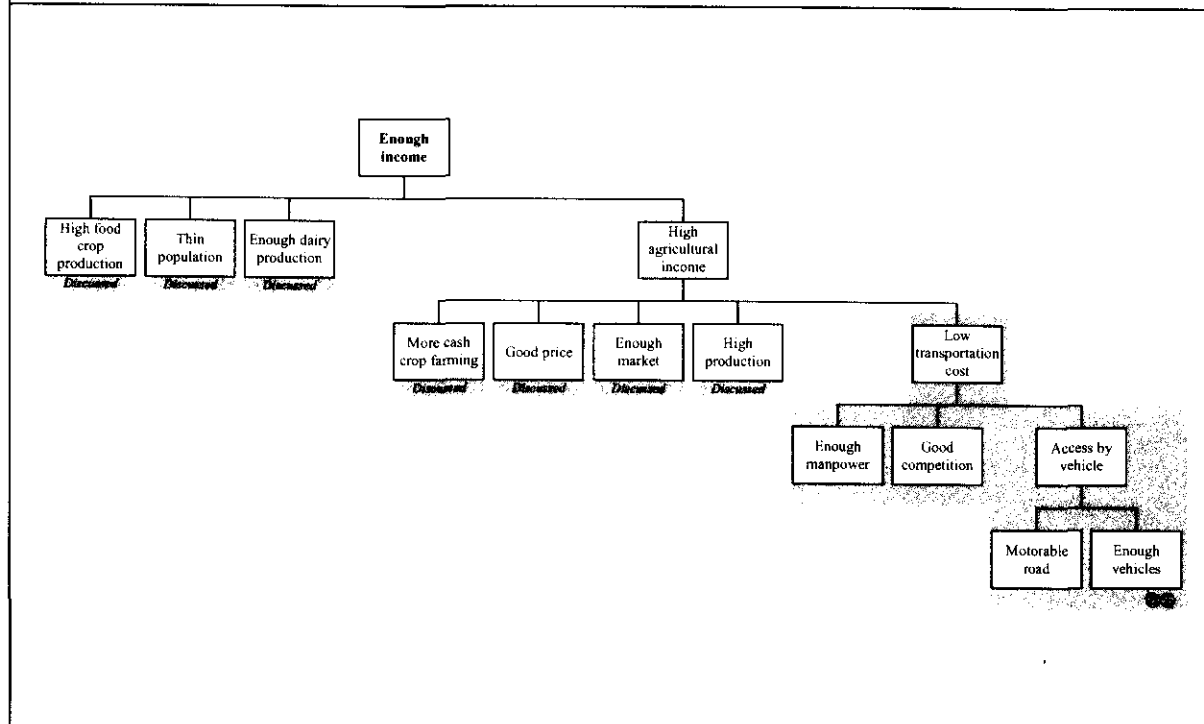 Enough
income
High food
crop
production
Discussed
Thin
population
Discussed
Enough dairy
production
Discussed
High
agricultural
income
More cash
crop farming
Discussed
Good price
Discussed
Enough
market
Discussed
High
production
Discussed
Low
transportation
cost
Enough
manpower
Good
competition
Access by
vehicle
Motorable
road
Enough
vehicles